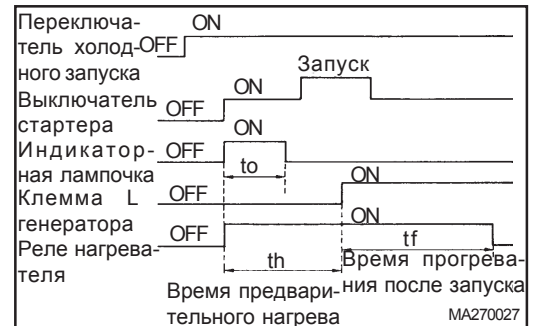 Переключа- ON
тель холод- OFF
ного запуска
Запуск
Выключатель OFF ON
стартера
Индикатор- OFF ON
ная лампочка to
Клемма L OFF ON
генератора
Реле нагрева- OFF ON
теля
th tf
Время предвари-
тельного нагрева
Время прогрева-
ния после запуска
MA270027